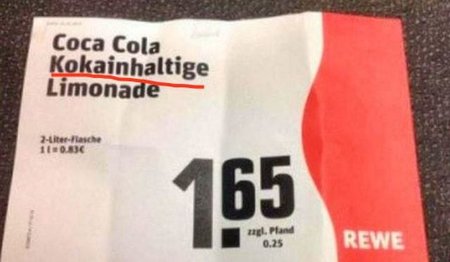 Coca Cola
Kokainhaltige
Limonade
2-Liter-Flasche
1 l = 0.83€
1.65
zzgl. Pfand
0.25
REWE